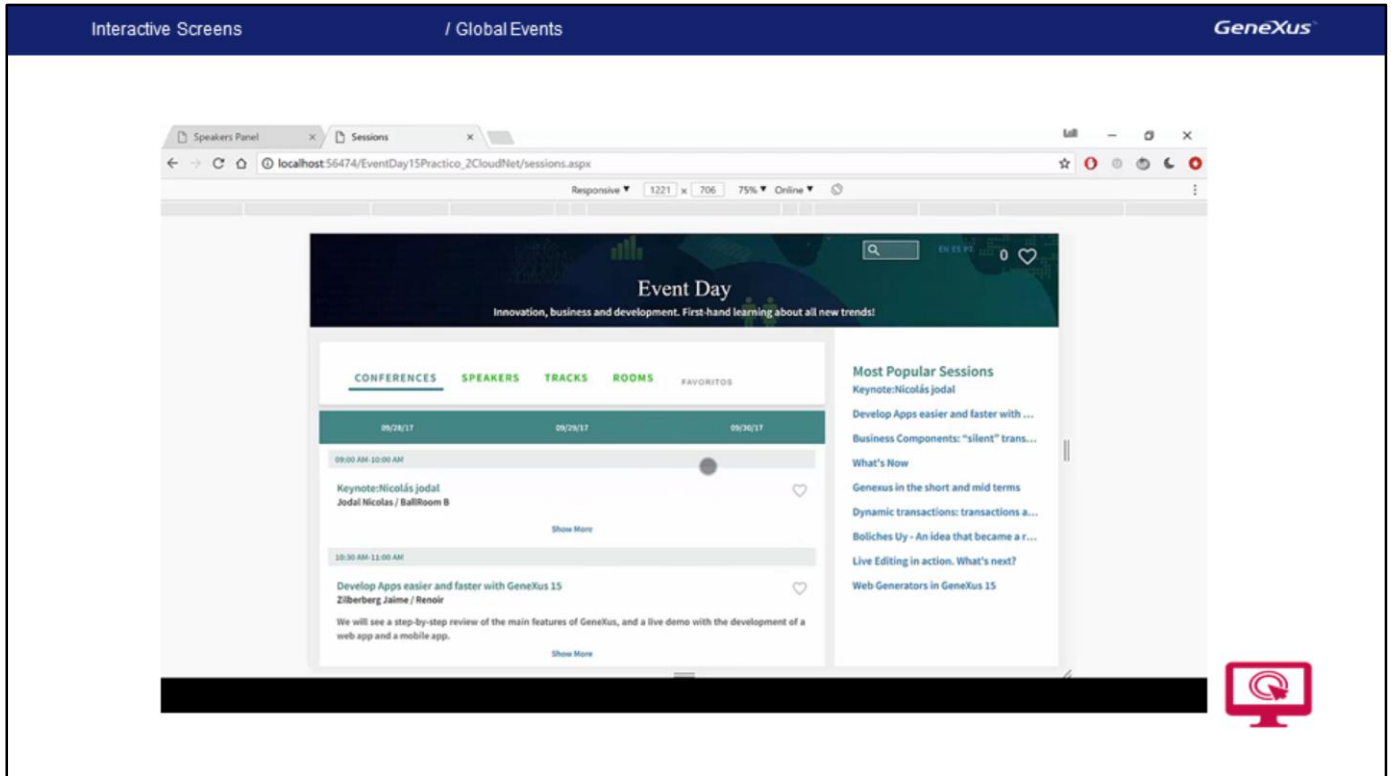 Interactive Screens / Global Events GeneXus
Speakers Panel Sessions
localhost:56474/EventDay15Practico_2CloudNet/sessions.aspx
Responsive 1221 x 706 75% Online
EN ES PT 0
Event Day
Innovation, business and development. First-hand learning about all new trends!
CONFERENCES SPEAKERS TRACKS ROOMS FAVORITOS
09/28/17 09/29/17 09/30/17
09:00 AM-10:00 AM
Keynote:Nicolás jodal
Jodal Nicolas / BallRoom B
Show More
10:30 AM-11:00 AM
Develop Apps easier and faster with GeneXus 15
Zilberberg Jaime / Renoir
We will see a step-by-step review of the main features of GeneXus, and a live demo with the development of a
web app and a mobile app.
Show More
Most Popular Sessions
Keynote:Nicolás jodal
Develop Apps easier and faster with ...
Business Components: “silent” trans...
What's Now
Genexus in the short and mid terms
Dynamic transactions: transactions a...
Boliches Uy - An idea that became a r...
Live Editing in action. What's next?
Web Generators in GeneXus 15